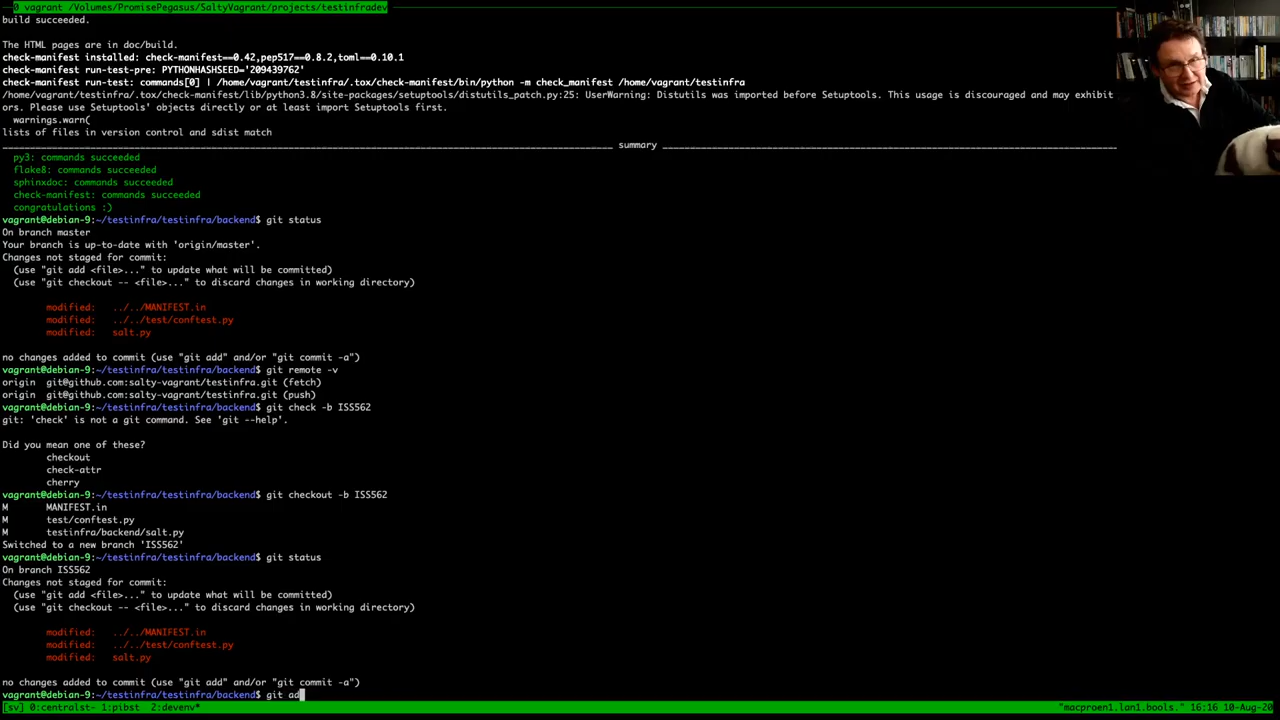 0 vagrant /Volumes/PromisePegasus/SaltyVagrant/projects/testinfradev
build succeeded.
The HTML pages are in doc/build.
check-manifest installed: check-manifest==0.42,pep517==0.8.2,toml==0.10.1
check-manifest run-test-pre: PYTHONHASHSEED='209439762'
check-manifest run-test: commands[0] | /home/vagrant/testinfra/.tox/check-manifest/bin/python -m check_manifest /home/vagrant/testinfra
/home/vagrant/testinfra/.tox/check-manifest/lib/python3.8/site-packages/setuptools/distutils_patch.py:25: UserWarning: Distutils was imported before Setuptools. This usage is discouraged and may exhibit
ors. Please use Setuptools' objects directly or at least import Setuptools first.
warnings.warn(
lists of files in version control and sdist match
summary
py3: commands succeeded
flake8: commands succeeded
sphinxdoc: commands succeeded
check-manifest: commands succeeded
congratulations :)
vagrant@debian-9:~/testinfra/testinfra/backend$ git status
On branch master
Your branch is up-to-date with 'origin/master'.
Changes not staged for commit:
(use "git add <file>..." to update what will be committed)
(use "git checkout -- <file>..." to discard changes in working directory)
modified: ../../MANIFEST.in
modified: ../../test/conftest.py
modified: salt.py
no changes added to commit (use "git add" and/or "git commit -a")
vagrant@debian-9:~/testinfra/testinfra/backend$ git remote -v
origin git@github.com:salty-vagrant/testinfra.git (fetch)
origin git@github.com:salty-vagrant/testinfra.git (push)
vagrant@debian-9:~/testinfra/testinfra/backend$ git check -b ISS562
git: 'check' is not a git command. See 'git --help'.
Did you mean one of these?
checkout
check-attr
cherry
vagrant@debian-9:~/testinfra/testinfra/backend$ git checkout -b ISS562
M MANIFEST.in
M test/conftest.py
M testinfra/backend/salt.py
Switched to a new branch 'ISS562'
vagrant@debian-9:~/testinfra/testinfra/backend$ git status
On branch ISS562
Changes not staged for commit:
(use "git add <file>..." to update what will be committed)
(use "git checkout -- <file>..." to discard changes in working directory)
modified: ../../MANIFEST.in
modified: ../../test/conftest.py
modified: salt.py
no changes added to commit (use "git add" and/or "git commit -a")
vagrant@debian-9:~/testinfra/testinfra/backend$ git ad
[sv] 0:centralst- 1:pibst 2:devenv* "macproen1.lan1.bools." 16:16 10-Aug-20